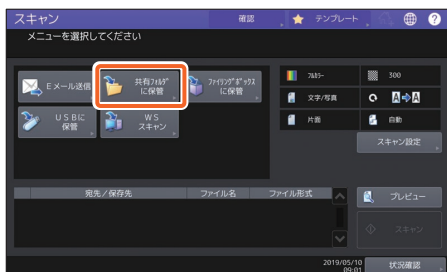 スキャン 確認 テンプレート ?
メニューを選択してください
Eメール送信
共有フォルダ
に保管
ファイリングボックス
に保管
USBに
保管
WS
スキャン
フルカラー
300
文字/写真
A A
片面
自動
スキャン設定
宛先/保存先 ファイル名 ファイル形式
プレビュー
スキャン
2019/05/10
09:01
状況確認